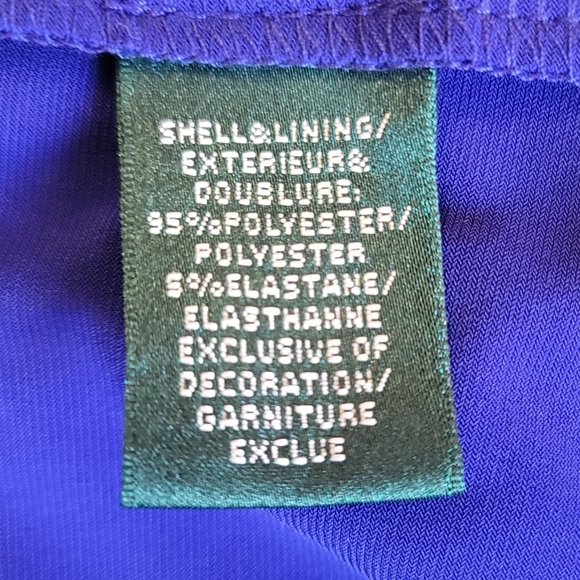 SHELL&LINING/
EXTERIEUR&
DOUBLURE:
95%POLYESTER/
POLYESTER
5%ELASTANE/
ELASTHANNE
EXCLUSIVE OF
DECORATION/
GARNITURE
EXCLUE